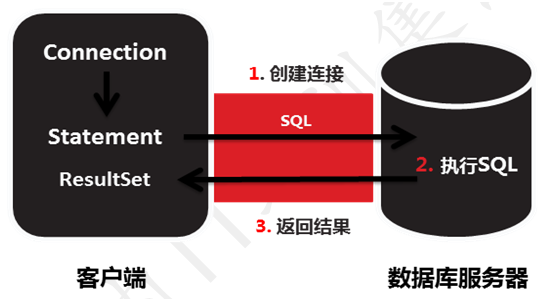 Connection
1. 创建连接
Statement
SQL
2. 执行SQL
ResultSet
3. 返回结果
客户端
数据库服务器